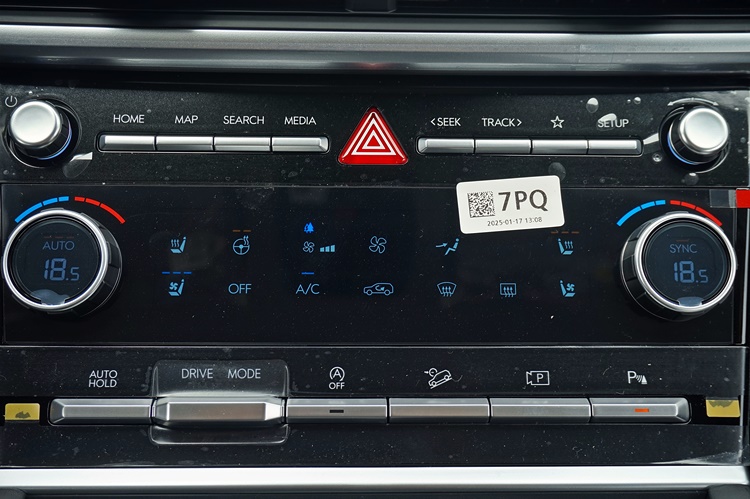 HOME MAP SEARCH MEDIA <SEEK TRACK> SETUP
7PQ
2025-01-17 13:08
AUTO
18.5
SYNC
18.5
OFF A/C
AUTO
HOLD
DRIVE MODE
A
OFF
P
P